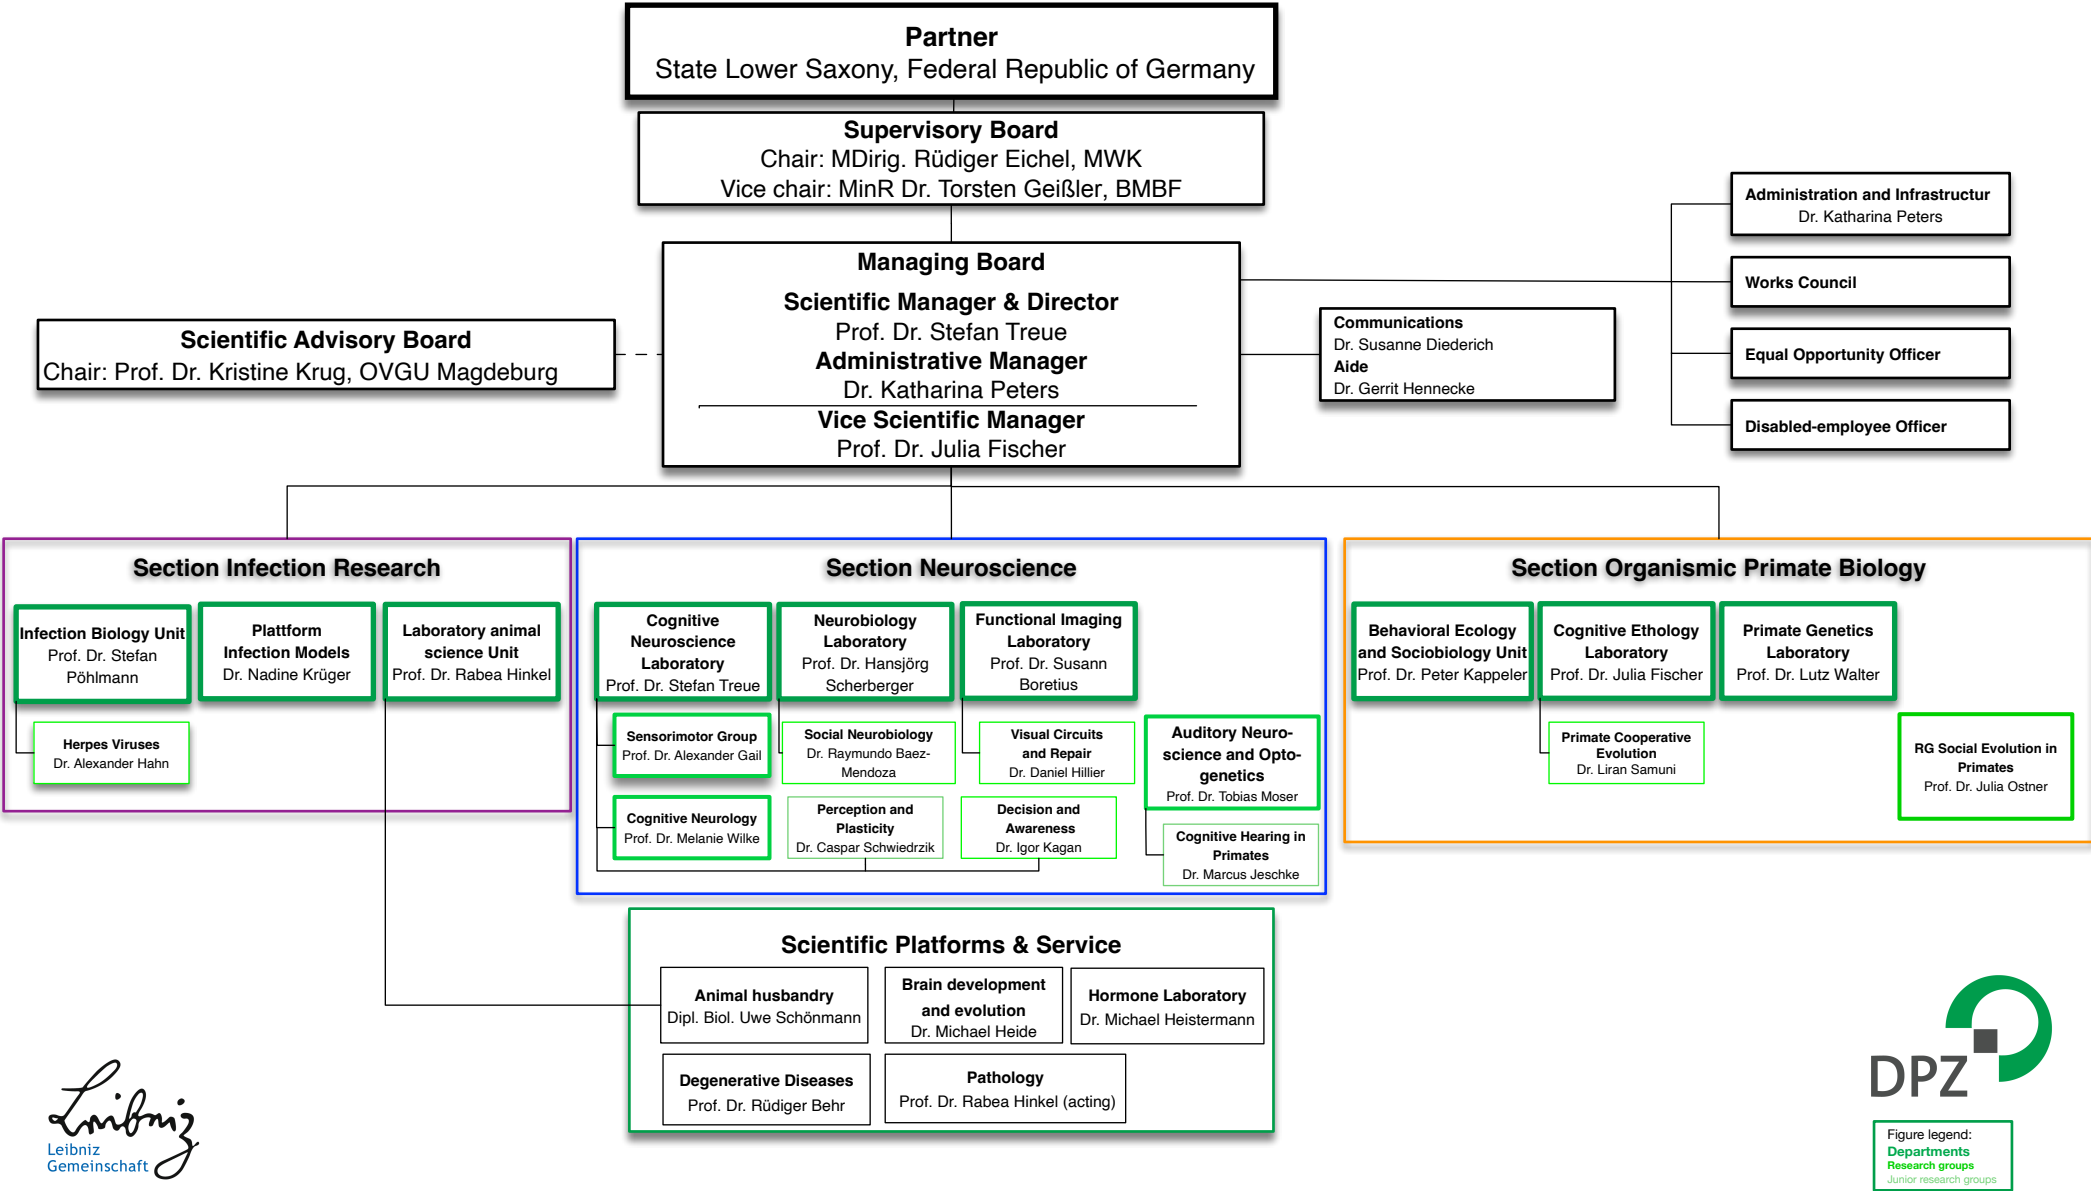 Partner
State Lower Saxony, Federal Republic of Germany
Supervisory Board
Chair: MDirig. Rüdiger Eichel, MWK
Vice chair: MinR Dr. Torsten Geißler, BMBF
Managing Board
Scientific Manager & Director
Prof. Dr. Stefan Treue
Administrative Manager
Dr. Katharina Peters
Vice Scientific Manager
Prof. Dr. Julia Fischer
Scientific Advisory Board
Chair: Prof. Dr. Kristine Krug, OVGU Magdeburg
Communications
Dr. Susanne Diederich
Aide
Dr. Gerrit Hennecke
Administration and Infrastructur
Dr. Katharina Peters
Works Council
Equal Opportunity Officer
Disabled-employee Officer
Section Infection Research
Infection Biology Unit
Prof. Dr. Stefan
Pöhlmann
Plattform
Infection Models
Dr. Nadine Krüger
Laboratory animal
science Unit
Prof. Dr. Rabea Hinkel
Herpes Viruses
Dr. Alexander Hahn
Section Neuroscience
Cognitive
Neuroscience
Laboratory
Prof. Dr. Stefan Treue
Neurobiology
Laboratory
Prof. Dr. Hansjörg
Scherberger
Functional Imaging
Laboratory
Prof. Dr. Susann
Boretius
Sensorimotor Group
Prof. Dr. Alexander Gail
Social Neurobiology
Dr. Raymundo Baez-
Mendoza
Visual Circuits
and Repair
Dr. Daniel Hillier
Auditory Neuro-
science and Opto-
genetics
Prof. Dr. Tobias Moser
Cognitive Neurology
Prof. Dr. Melanie Wilke
Perception and
Plasticity
Dr. Caspar Schwiedrzik
Decision and
Awareness
Dr. Igor Kagan
Cognitive Hearing in
Primates
Dr. Marcus Jeschke
Section Organismic Primate Biology
Behavioral Ecology
and Sociobiology Unit
Prof. Dr. Peter Kappeler
Cognitive Ethology
Laboratory
Prof. Dr. Julia Fischer
Primate Genetics
Laboratory
Prof. Dr. Lutz Walter
Primate Cooperative
Evolution
Dr. Liran Samuni
RG Social Evolution in
Primates
Prof. Dr. Julia Ostner
Scientific Platforms & Service
Animal husbandry
Dipl. Biol. Uwe Schönmann
Brain development
and evolution
Dr. Michael Heide
Hormone Laboratory
Dr. Michael Heistermann
Degenerative Diseases
Prof. Dr. Rüdiger Behr
Pathology
Prof. Dr. Rabea Hinkel (acting)
Leibniz
Leibniz
Gemeinschaft
DPZ
Figure legend:
Departments
Research groups
Junior research groups